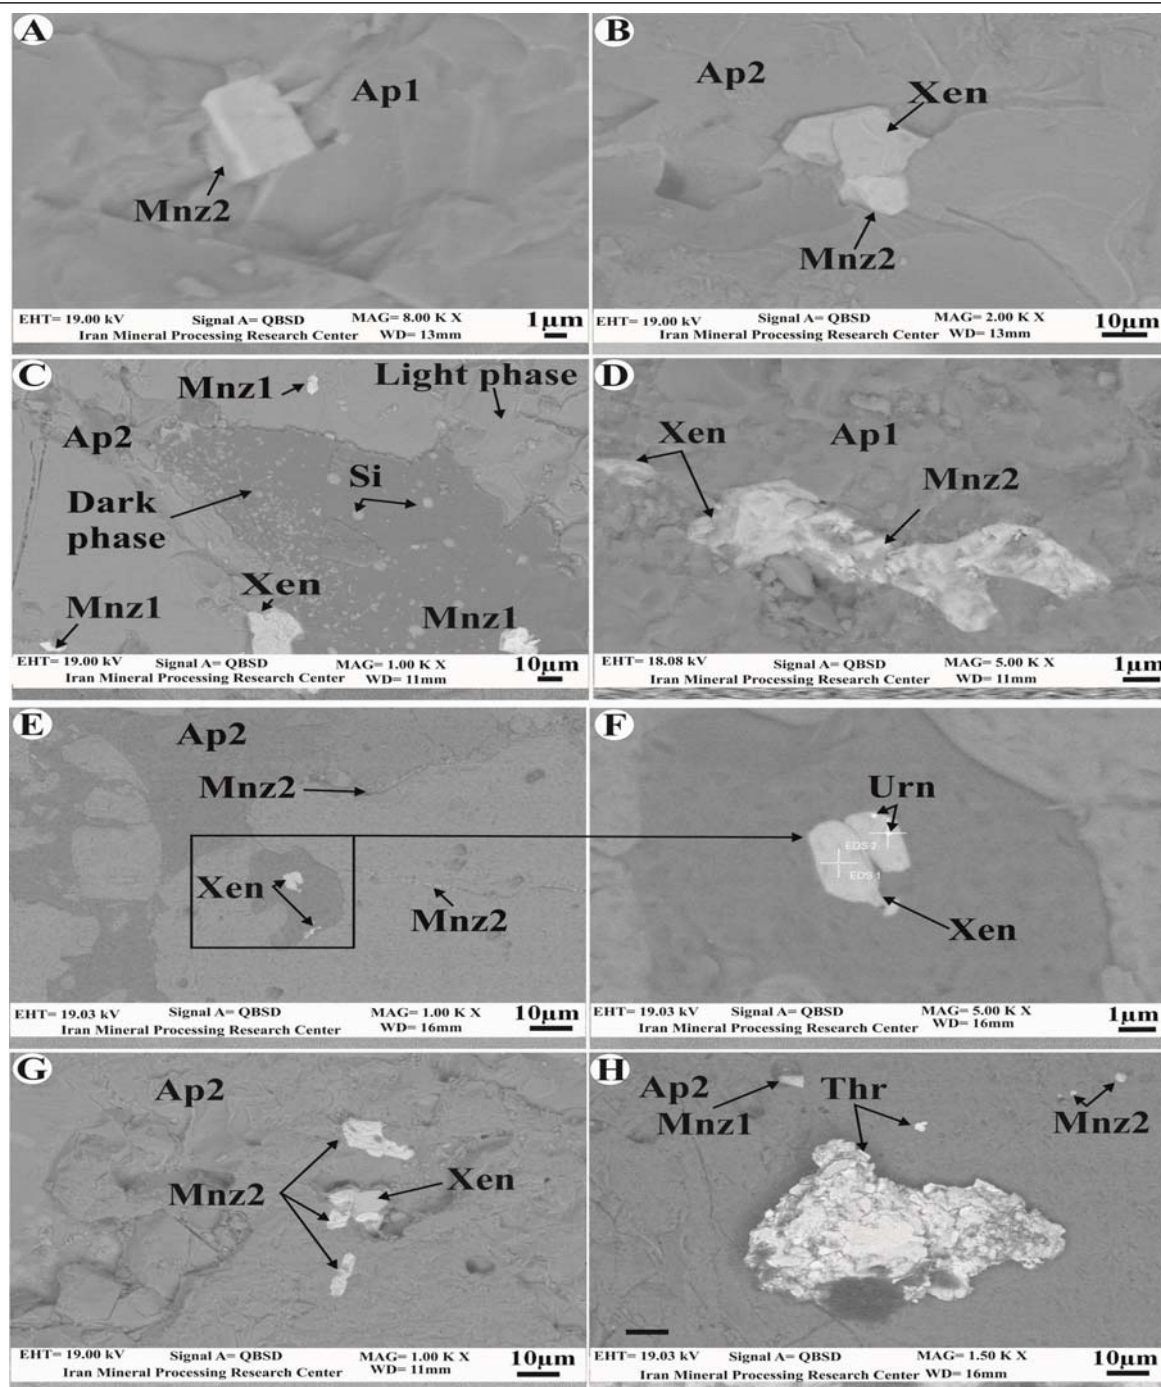 A
Ap1
Mnz2
EHT= 19.00 kV Signal A= QBSD MAG= 8.00 K X 1µm
Iran Mineral Processing Research Center WD= 13mm
B
Ap2
Xen
Mnz2
EHT= 19.00 kV Signal A= QBSD MAG= 2.00 K X 10µm
Iran Mineral Processing Research Center WD= 13mm
C
Mnz1
Light phase
Ap2
Si
Dark
phase
Xen
Mnz1
Mnz1
EHT= 19.00 kV Signal A= QBSD MAG= 1.00 K X 10µm
Iran Mineral Processing Research Center WD= 11mm
D
Ap1
Xen
Mnz2
EHT= 18.08 kV Signal A= QBSD MAG= 5.00 K X 1µm
Iran Mineral Processing Research Center WD= 11mm
E
Ap2
Mnz2
Xen
Mnz2
EHT= 19.03 kV Signal A= QBSD MAG= 1.00 K X 10µm
Iran Mineral Processing Research Center WD= 16mm
F
Urn
EDS 2
EDS 1
Xen
EHT= 19.03 kV Signal A= QBSD MAG= 5.00 K X 1µm
Iran Mineral Processing Research Center WD= 16mm
G
Ap2
Mnz2
Xen
EHT= 19.00 kV Signal A= QBSD MAG= 1.00 K X 10µm
Iran Mineral Processing Research Center WD= 11mm
H
Ap2
Thr
Mnz1
Mnz2
EHT= 19.03 kV Signal A= QBSD MAG= 1.50 K X 10µm
Iran Mineral Processing Research Center WD= 16mm